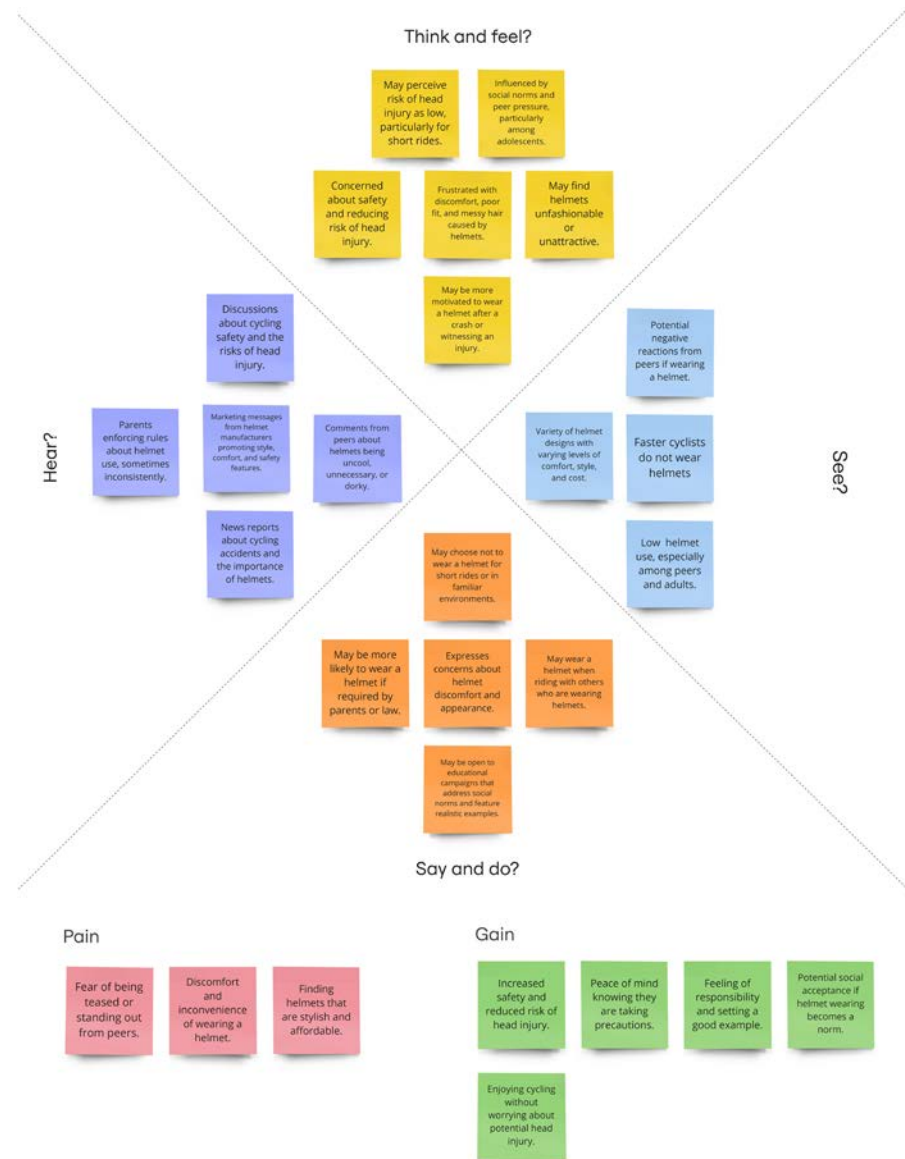 Think and feel?
May perceive
risk of head
injury as low,
particularly for
short rides.
Influenced by
social norms and
peer pressure,
particularly
among
adolescents.
Concerned
about safety
and reducing
risk of head
injury.
Frustrated with
discomfort, poor
fit, and messy hair
caused by
helmets.
May find
helmets
unfashionable
or
unattractive.
May be more
motivated to wear
a helmet after a
crash or
witnessing an
injury.
Hear?
Discussions
about cycling
safety and the
risks of head
injury.
Parents
enforcing rules
about helmet
use, sometimes
inconsistently.
Marketing messages
from helmet
manufacturers
promoting style,
comfort, and safety
features.
Comments from
peers about
helmets being
uncool,
unnecessary, or
dorky.
News reports
about cycling
accidents and
the importance
of helmets.
See?
Potential
negative
reactions from
peers if wearing
a helmet.
Variety of helmet
designs with
varying levels of
comfort, style,
and cost.
Faster cyclists
do not wear
helmets
Low helmet
use, especially
among peers
and adults.
May choose not to
wear a helmet for
short rides or in
familiar
environments.
May be more
likely to wear a
helmet if
required by
parents or law.
Expresses
concerns about
helmet
discomfort and
appearance.
May wear a
helmet when
riding with others
who are wearing
helmets.
May be open to
educational
campaigns that
address social
norms and feature
realistic examples.
Say and do?
Pain
Fear of being
teased or
standing out
from peers.
Discomfort
and
inconvenience
of wearing a
helmet.
Finding
helmets that
are stylish and
affordable.
Gain
Increased
safety and
reduced risk of
head injury.
Peace of mind
knowing they
are taking
precautions.
Feeling of
responsibility
and setting a
good example.
Potential social
acceptance if
helmet wearing
becomes a
norm.
Enjoying cycling
without
worrying about
potential head
injury.